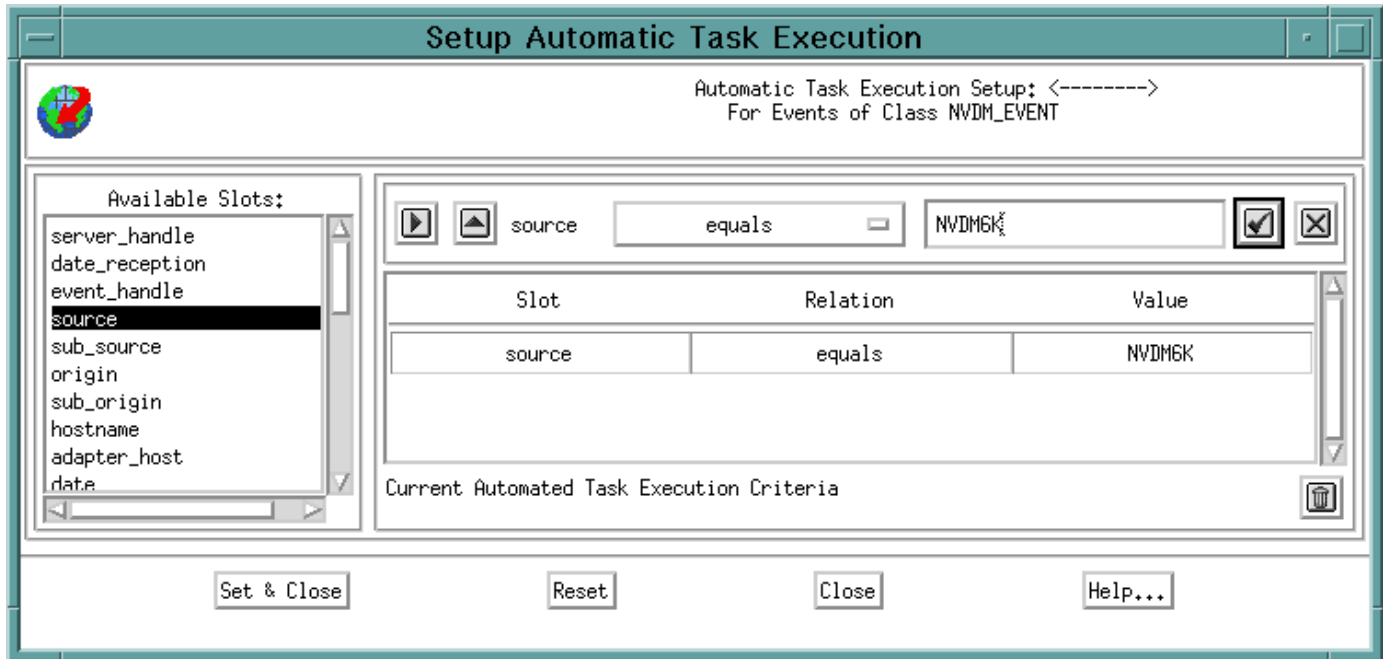 Setup Automatic Task Execution
Automatic Task Execution Setup: <-------->
For Events of Class NVDM_EVENT
Available Slots:
server_handle
date_reception
event_handle
source
sub_source
origin
sub_origin
hostname
adapter_host
date
source equals NVDM6K
Slot Relation Value
source equals NVDM6K
Current Automated Task Execution Criteria
Set & Close Reset Close Help...